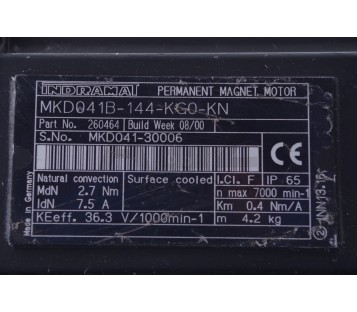 INDRAMAT PERMANENT MAGNET MOTOR
MKD041B-144-KG0-KN
Part No. 260464 Build Week 08/00
S.No. MKD041-30006
CE
Made in Germany
Natural convection Surface cooled I.Cl. F IP 65
MdN 2.7 Nm n max 7000 min-1
IdN 7.5 A Km 0.4 Nm/A
KEeff. 36.3 V/1000min-1 m 4.2 kg